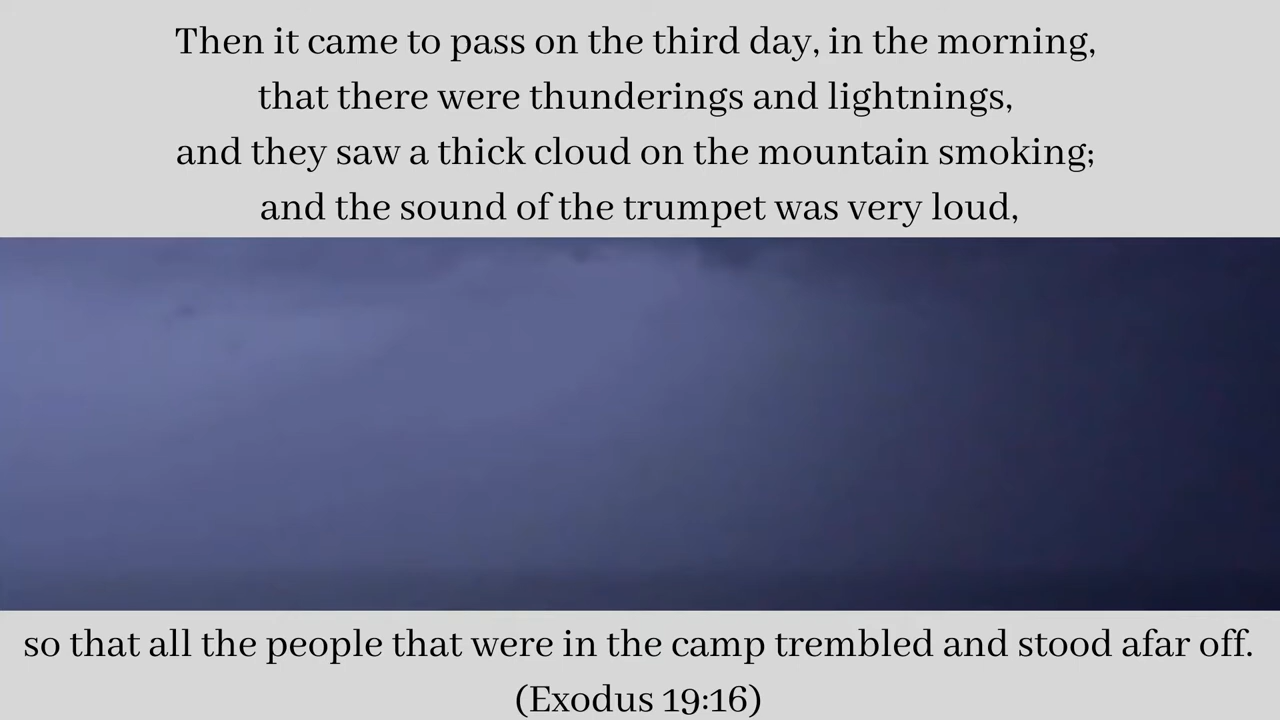 Then it came to pass on the third day, in the morning,
that there were thunderings and lightnings,
and they saw a thick cloud on the mountain smoking;
and the sound of the trumpet was very loud,
so that all the people that were in the camp trembled and stood afar off.
(Exodus 19:16)